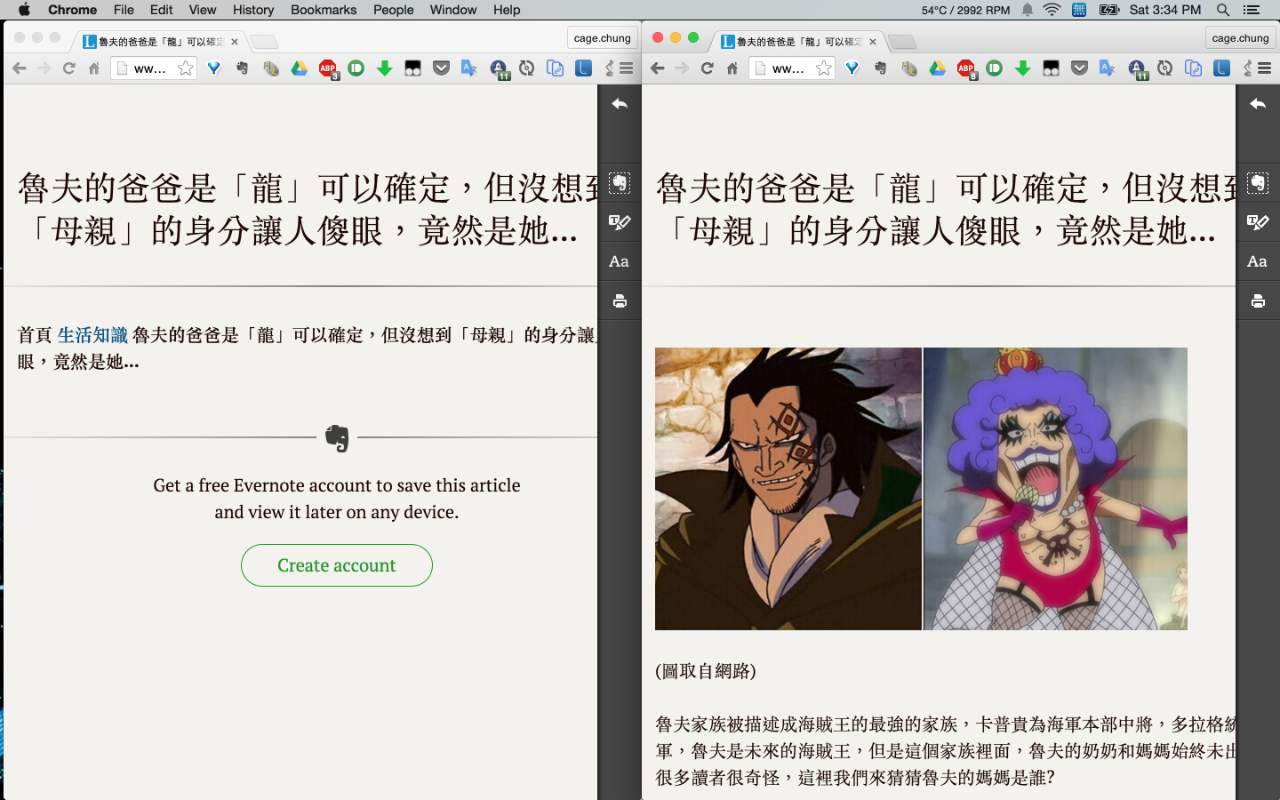 Chrome File Edit View History Bookmarks People Window Help
54°C / 2992 RPM Sat 3:34 PM
魯夫的爸爸是「龍」可以確定
cage.chung
ww...
ABP 3
11
魯夫的爸爸是「龍」可以確定，但沒想到
「母親」的身分讓人傻眼，竟然是她...
Aa
首頁 生活知識 魯夫的爸爸是「龍」可以確定，但沒想到「母親」的身分讓
眼，竟然是她...
Get a free Evernote account to save this article
and view it later on any device.
Create account
魯夫的爸爸是「龍」可以確定
cage.chung
ww...
ABP 8
11
魯夫的爸爸是「龍」可以確定，但沒想到
「母親」的身分讓人傻眼，竟然是她...
Aa
(圖取自網路)
魯夫家族被描述成海賊王的最強的家族，卡普貴為海軍本部中將，多拉格統
軍，魯夫是未來的海賊王，但是這個家族裡面，魯夫的奶奶和媽媽始終未出
很多讀者很奇怪，這裡我們來猜猜魯夫的媽媽是誰?